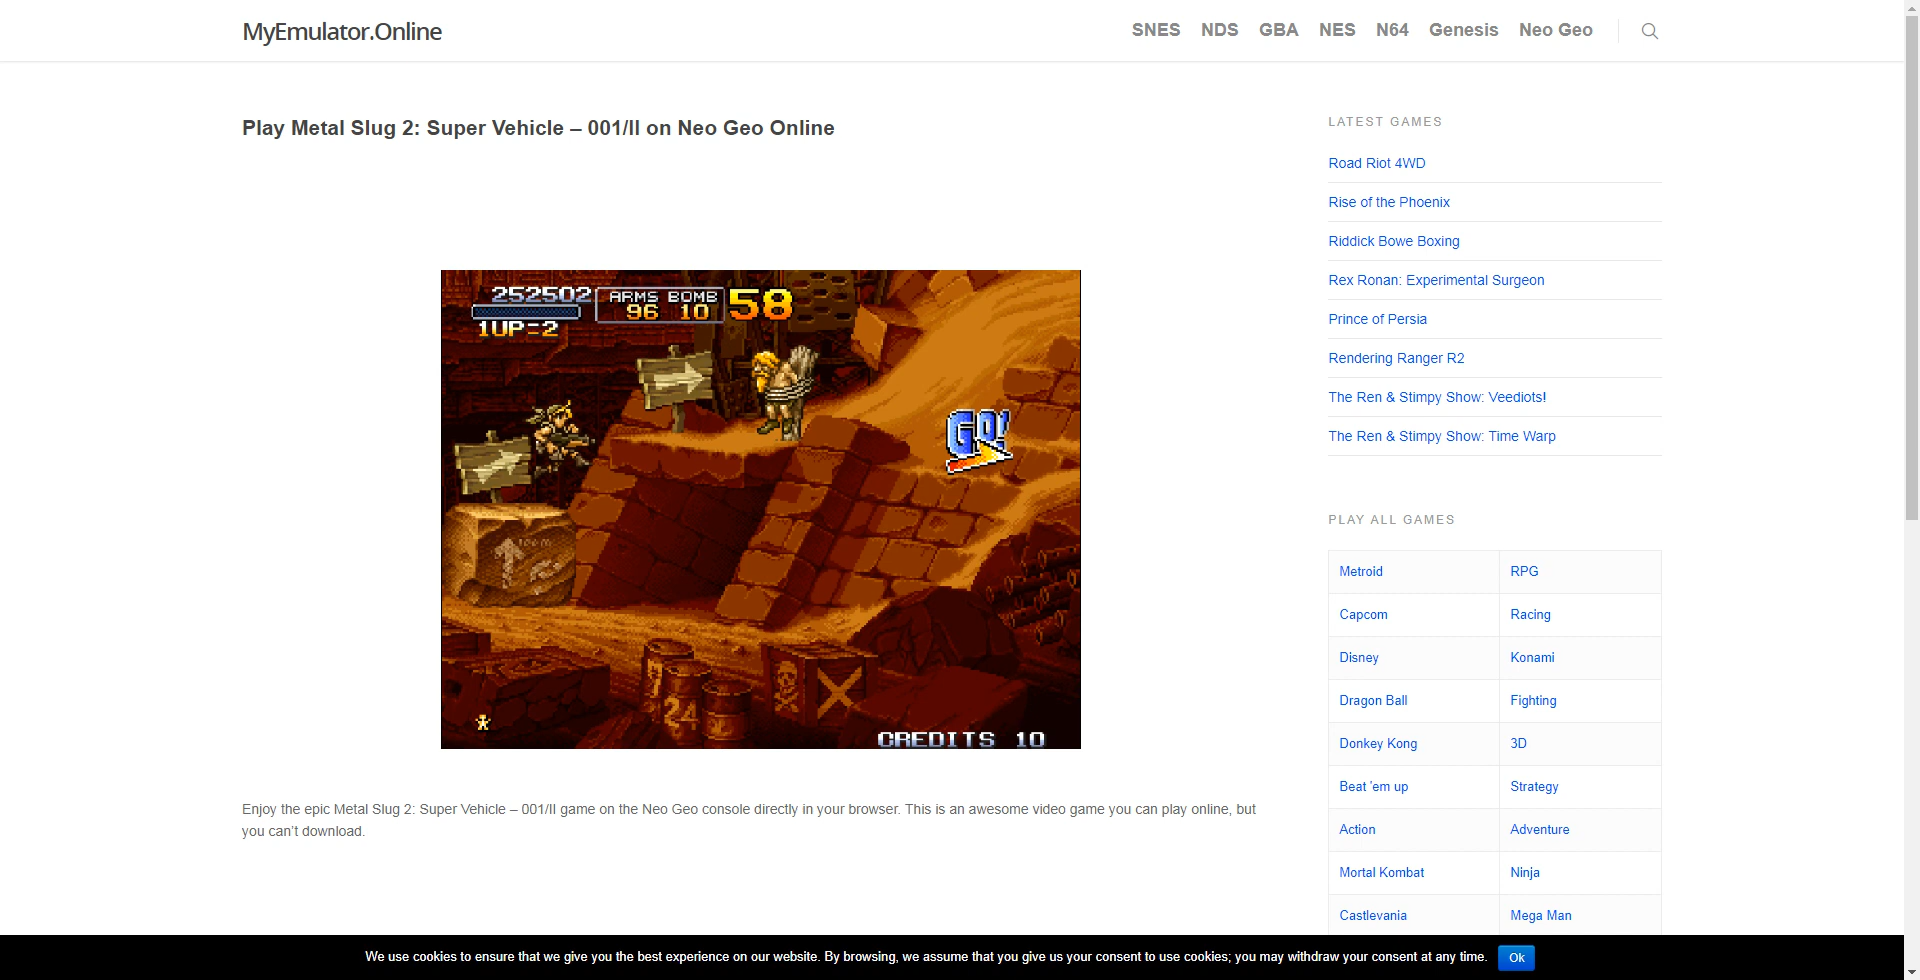 MyEmulator.Online
SNES NDS GBA NES N64 Genesis Neo Geo
Play Metal Slug 2: Super Vehicle – 001/II on Neo Geo Online
252502
ARMS BOMB
96 10
58
1UP=2
GO!
24
CREDITS 10
Enjoy the epic Metal Slug 2: Super Vehicle – 001/II game on the Neo Geo console directly in your browser. This is an awesome video game you can play online, but
you can't download.
LATEST GAMES
Road Riot 4WD
Rise of the Phoenix
Riddick Bowe Boxing
Rex Ronan: Experimental Surgeon
Prince of Persia
Rendering Ranger R2
The Ren & Stimpy Show: Veediots!
The Ren & Stimpy Show: Time Warp
PLAY ALL GAMES
Metroid RPG
Capcom Racing
Disney Konami
Dragon Ball Fighting
Donkey Kong 3D
Beat 'em up Strategy
Action Adventure
Mortal Kombat Ninja
Castlevania Mega Man
We use cookies to ensure that we give you the best experience on our website. By browsing, we assume that you give us your consent to use cookies; you may withdraw your consent at any time. Ok